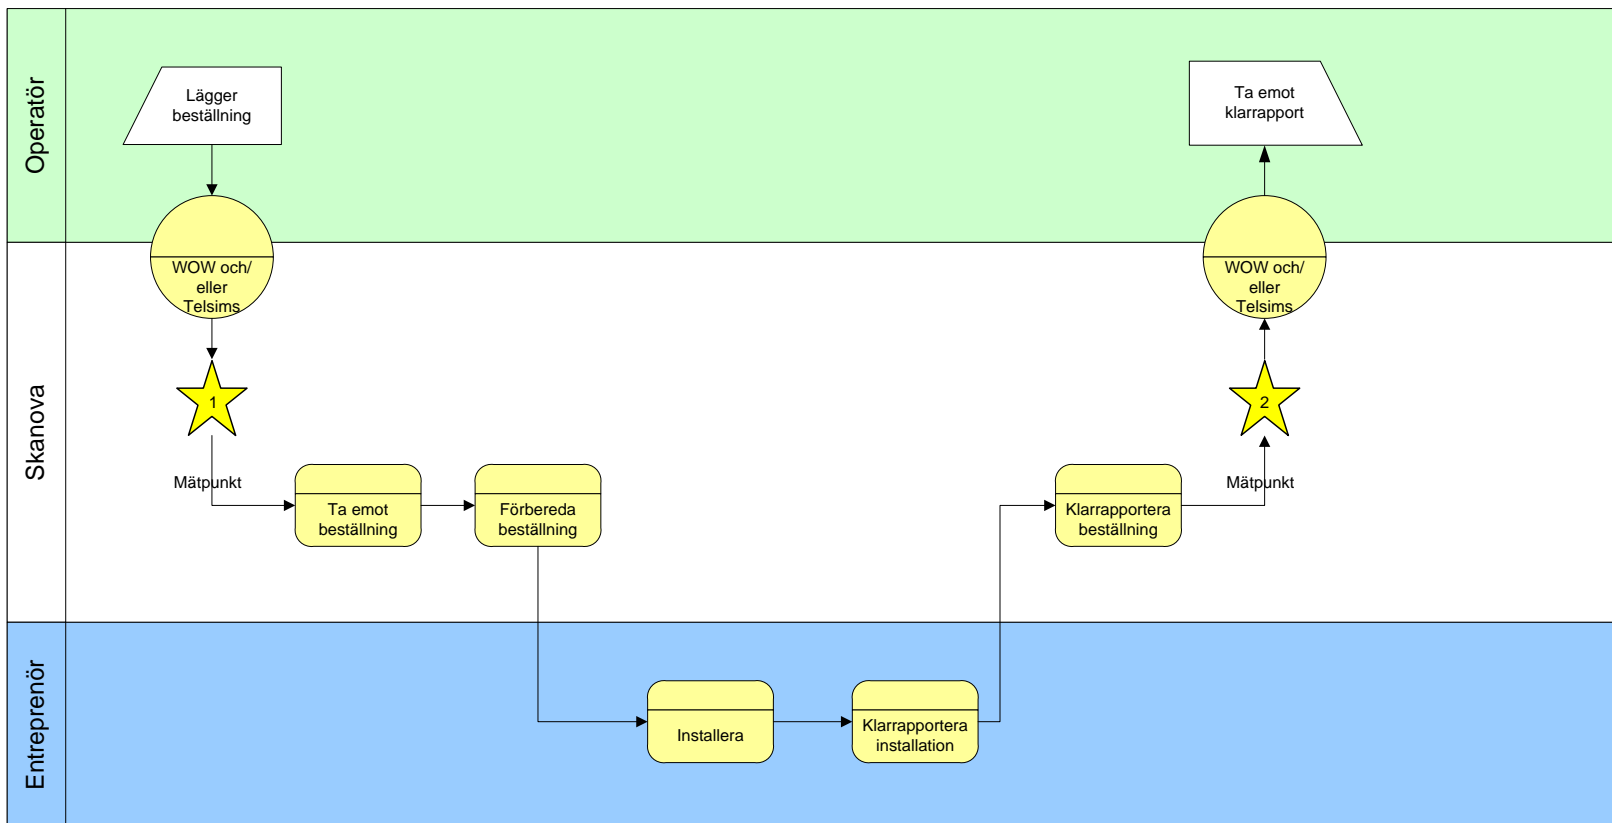 Operatör
Lägger
beställning
Ta emot
klarrapport
WOW och/
eller
Telsims
WOW och/
eller
Telsims
Skanova
1
2
Mätpunkt
Mätpunkt
Ta emot
beställning
Förbereda
beställning
Klarrapportera
beställning
Entreprenör
Installera
Klarrapportera
installation